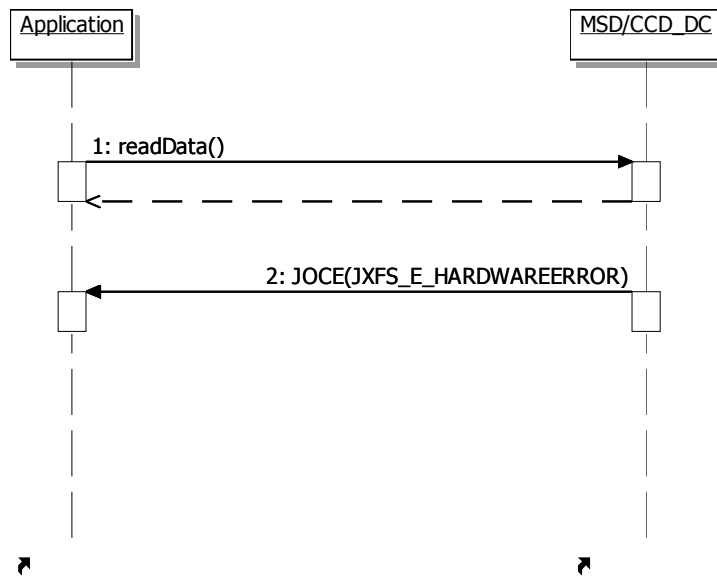 Application
MSD/CCD_DC
1: readData()
2: JOCE(JXFS_E_HARDWAREERROR)